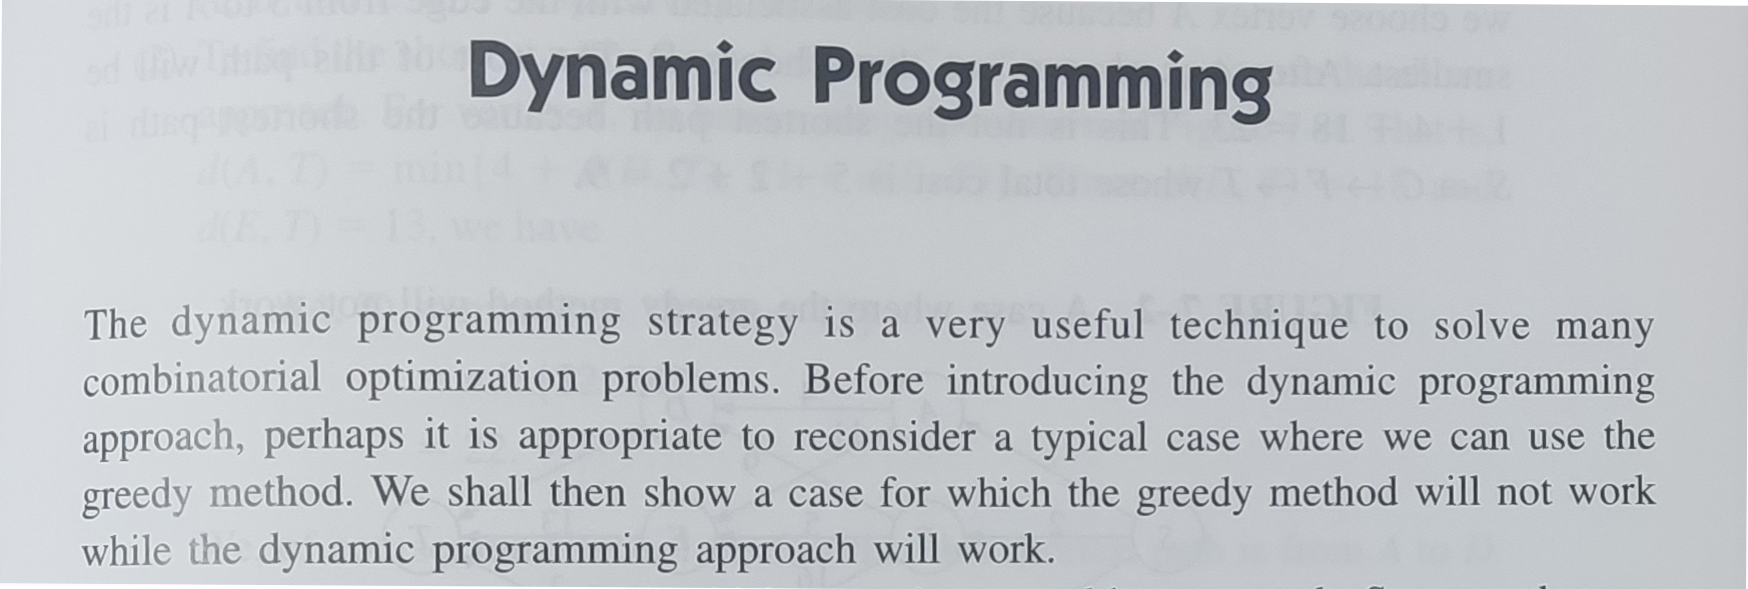 Dynamic Programming
The dynamic programming strategy is a very useful technique to solve many
combinatorial optimization problems. Before introducing the dynamic programming
approach, perhaps it is appropriate to reconsider a typical case where we can use the
greedy method. We shall then show a case for which the greedy method will not work
while the dynamic programming approach will work.